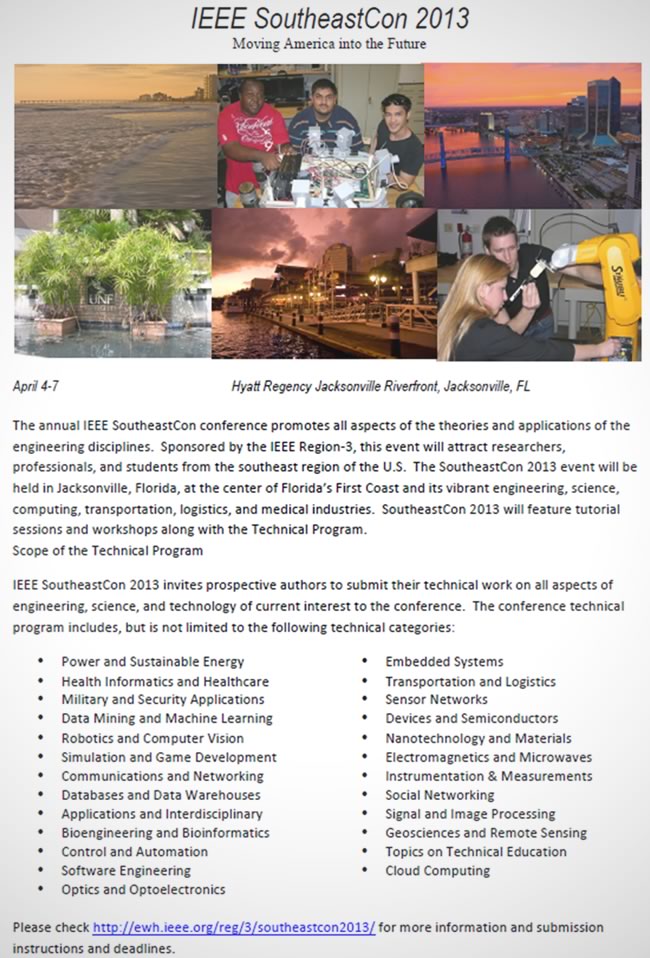 IEEE SoutheastCon 2013
Moving America into the Future
UNF
April 4-7
Hyatt Regency Jacksonville Riverfront, Jacksonville, FL
The annual IEEE SoutheastCon conference promotes all aspects of the theories and applications of the
engineering disciplines. Sponsored by the IEEE Region-3, this event will attract researchers,
professionals, and students from the southeast region of the U.S. The SoutheastCon 2013 event will be
held in Jacksonville, Florida, at the center of Florida's First Coast and its vibrant engineering, science,
computing, transportation, logistics, and medical industries. SoutheastCon 2013 will feature tutorial
sessions and workshops along with the Technical Program.
Scope of the Technical Program
IEEE SoutheastCon 2013 invites prospective authors to submit their technical work on all aspects of
engineering, science, and technology of current interest to the conference. The conference technical
program includes, but is not limited to the following technical categories:
• Power and Sustainable Energy
• Health Informatics and Healthcare
• Military and Security Applications
• Data Mining and Machine Learning
• Robotics and Computer Vision
• Simulation and Game Development
• Communications and Networking
• Databases and Data Warehouses
• Applications and Interdisciplinary
• Bioengineering and Bioinformatics
• Control and Automation
• Software Engineering
• Optics and Optoelectronics
• Embedded Systems
• Transportation and Logistics
• Sensor Networks
• Devices and Semiconductors
• Nanotechnology and Materials
• Electromagnetics and Microwaves
• Instrumentation & Measurements
• Social Networking
• Signal and Image Processing
• Geosciences and Remote Sensing
• Topics on Technical Education
• Cloud Computing
Please check http://ewh.ieee.org/reg/3/southeastcon2013/ for more information and submission
instructions and deadlines.